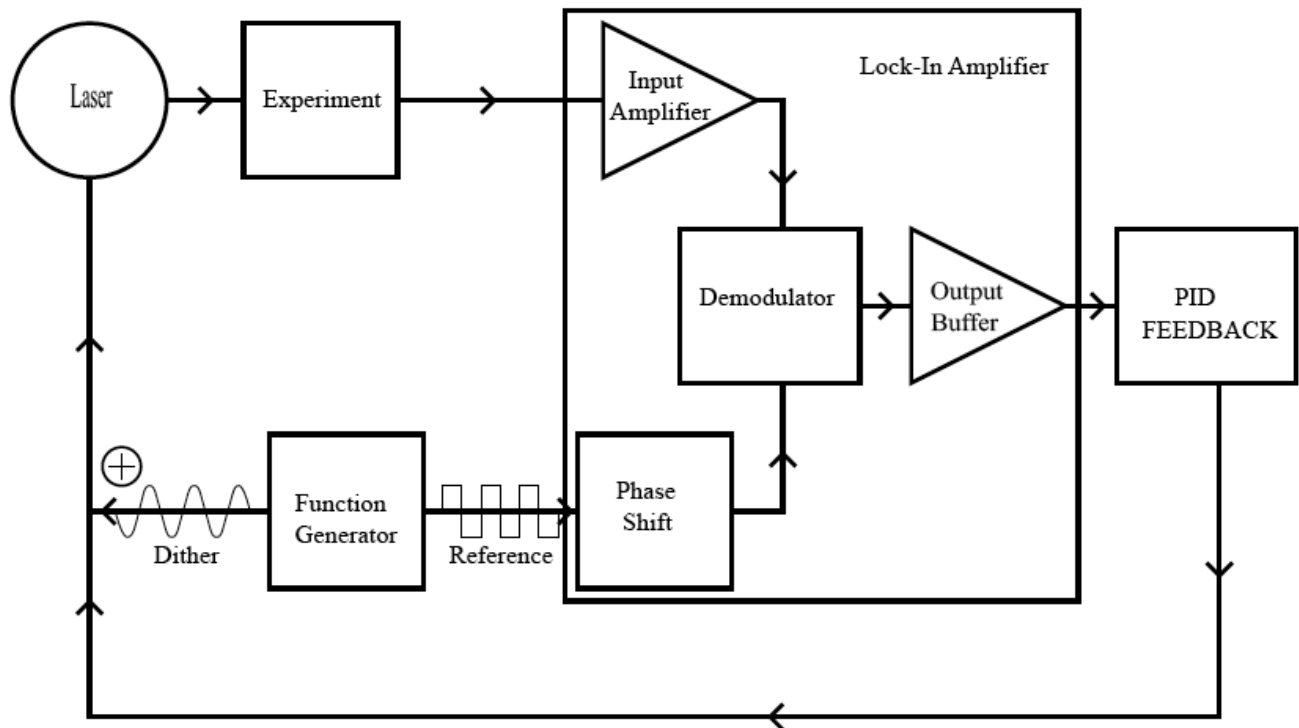 Laser
Experiment
Input
Amplifier
Lock-In Amplifier
Demodulator
Output
Buffer
PID
FEEDBACK
Function
Generator
Phase
Shift
Dither
Reference